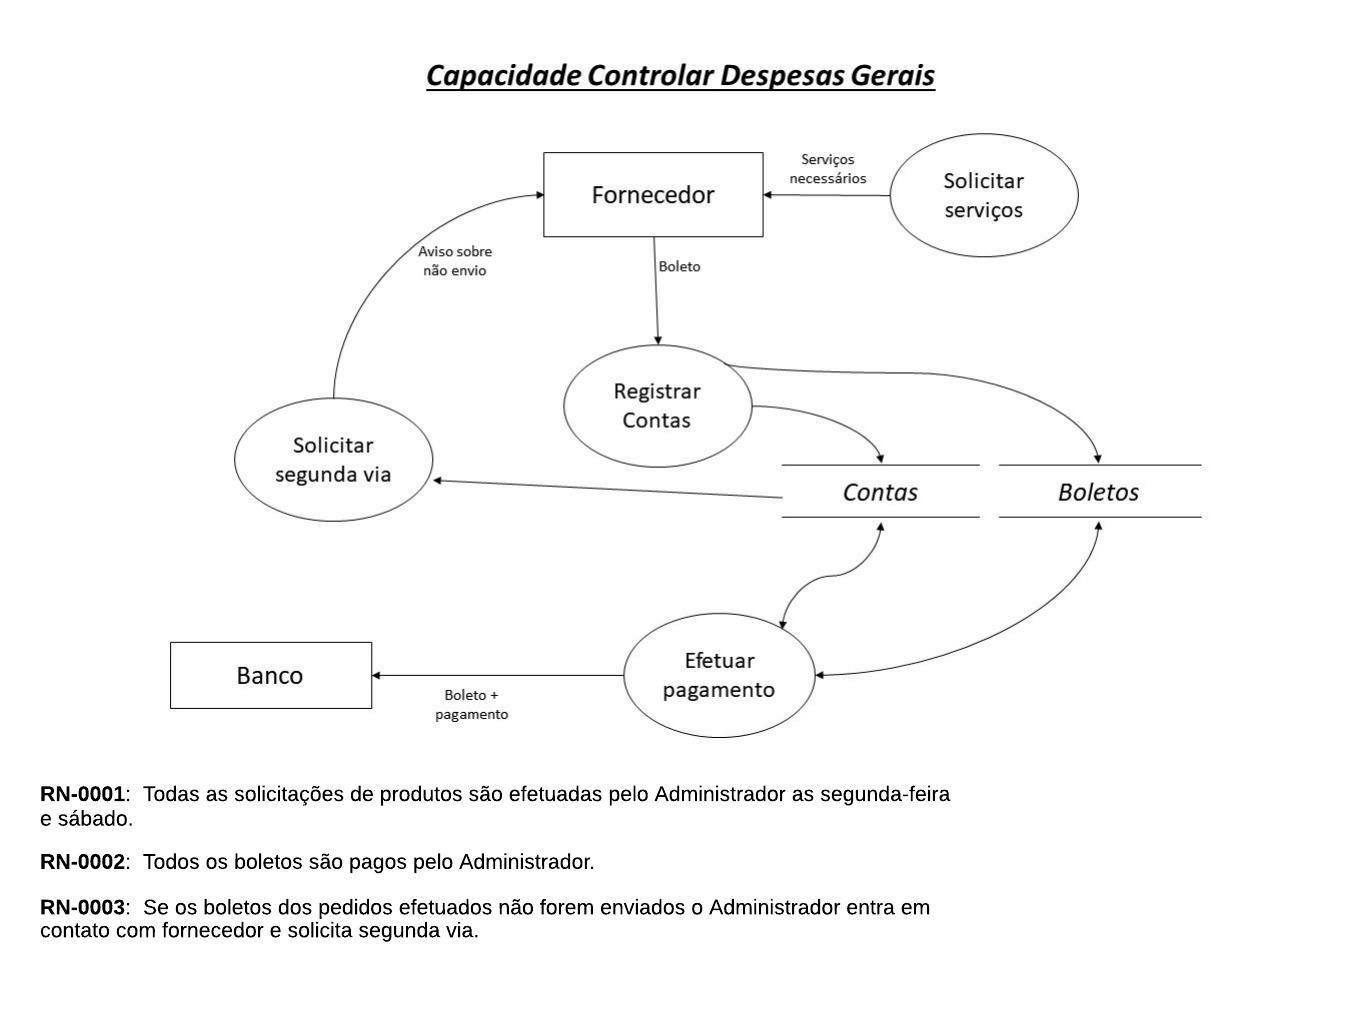 Capacidade Controlar Despesas Gerais
Serviços
necessários
Fornecedor
Solicitar
serviços
Aviso sobre
não envio
Boleto
Registrar
Contas
Solicitar
segunda via
Contas
Boletos
Efetuar
pagamento
Banco
Boleto +
pagamento
RN-0001:  Todas as solicitações de produtos são efetuadas pelo Administrador as segunda-feira
e sábado.
RN-0002:  Todos os boletos são pagos pelo Administrador.
RN-0003:  Se os boletos dos pedidos efetuados não forem enviados o Administrador entra em
contato com fornecedor e solicita segunda via.